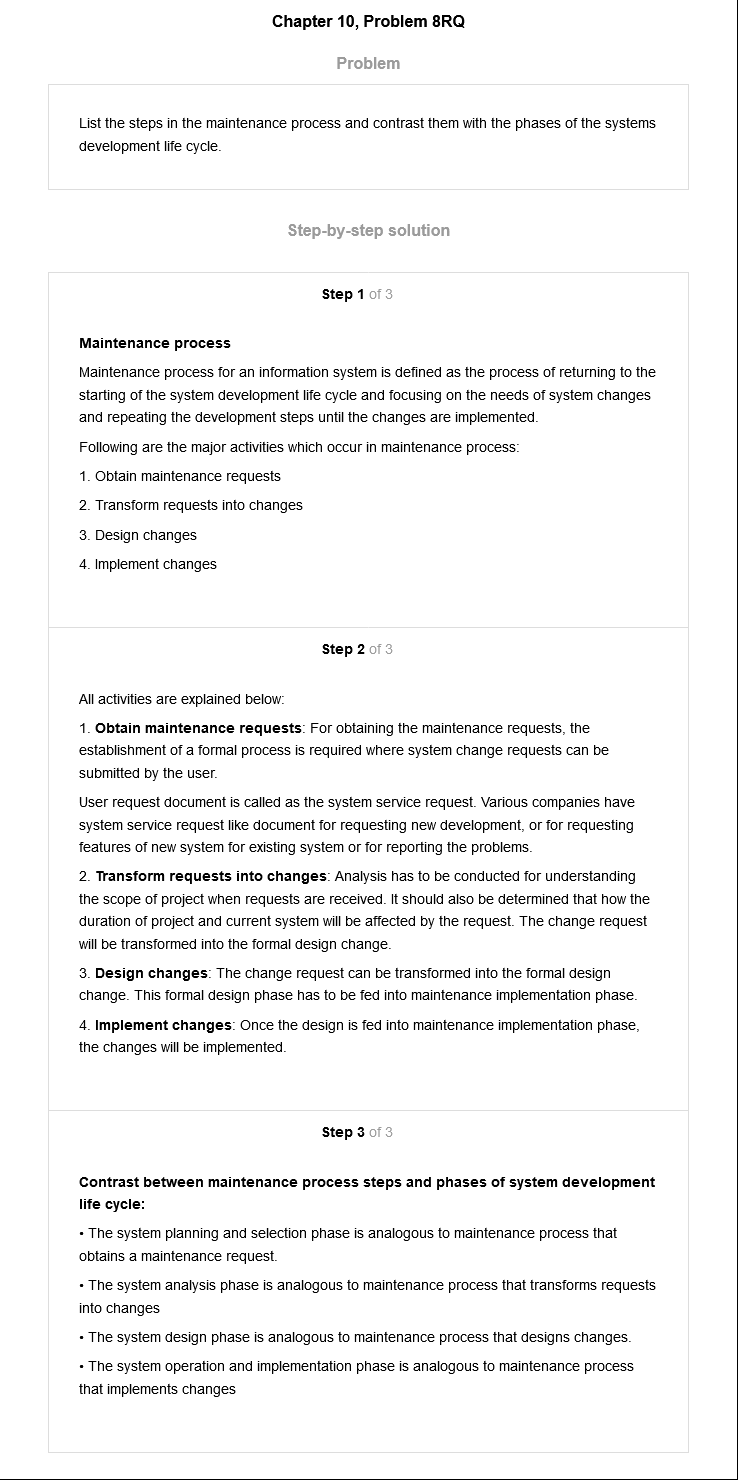 Chapter 10, Problem 8RQ
Problem
List the steps in the maintenance process and contrast them with the phases of the systems
development life cycle.
Step-by-step solution
Step 1 of 3
Maintenance process
Maintenance process for an information system is defined as the process of returning to the
starting of the system development life cycle and focusing on the needs of system changes
and repeating the development steps until the changes are implemented.
Following are the major activities which occur in maintenance process:
1. Obtain maintenance requests
2. Transform requests into changes
3. Design changes
4. Implement changes
Step 2 of 3
All activities are explained below:
1. Obtain maintenance requests: For obtaining the maintenance requests, the
establishment of a formal process is required where system change requests can be
submitted by the user.
User request document is called as the system service request. Various companies have
system service request like document for requesting new development, or for requesting
features of new system for existing system or for reporting the problems.
2. Transform requests into changes: Analysis has to be conducted for understanding
the scope of project when requests are received. It should also be determined that how the
duration of project and current system will be affected by the request. The change request
will be transformed into the formal design change.
3. Design changes: The change request can be transformed into the formal design
change. This formal design phase has to be fed into maintenance implementation phase.
4. Implement changes: Once the design is fed into maintenance implementation phase,
the changes will be implemented.
Step 3 of 3
Contrast between maintenance process steps and phases of system development
life cycle:
• The system planning and selection phase is analogous to maintenance process that
obtains a maintenance request.
• The system analysis phase is analogous to maintenance process that transforms requests
into changes
• The system design phase is analogous to maintenance process that designs changes.
• The system operation and implementation phase is analogous to maintenance process
that implements changes